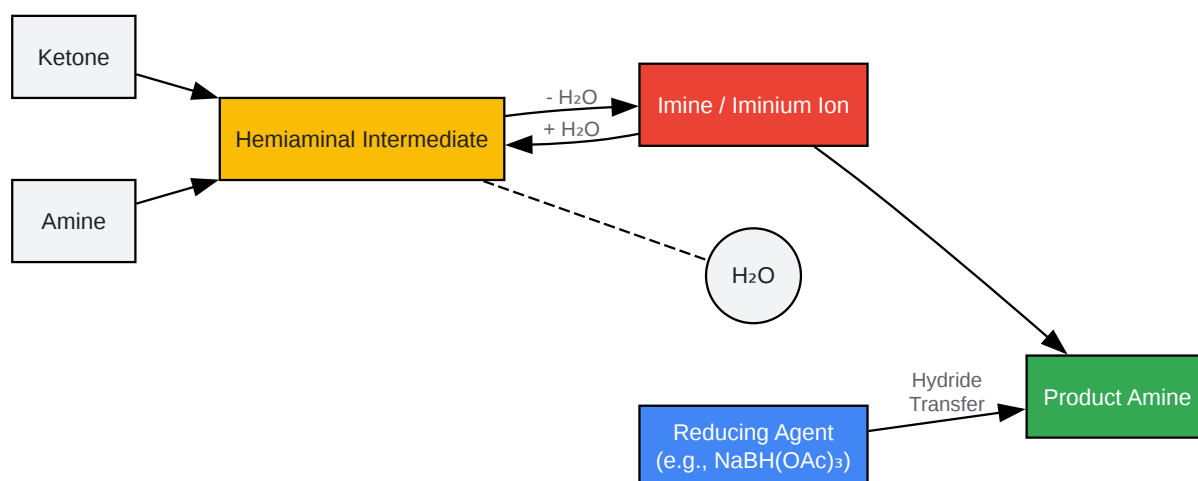 Ketone
Amine
Hemiaminal Intermediate
- H₂O
+ H₂O
Imine / Iminium Ion
H₂O
Reducing Agent
(e.g., NaBH(OAc)₃)
Hydride
Transfer
Product Amine